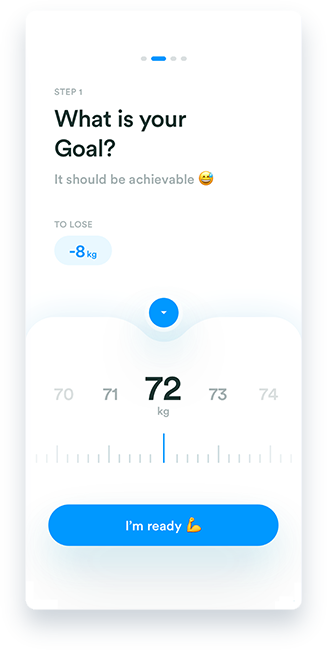 STEP 1
What is your
Goal?
It should be achievable 😅
TO LOSE
-8 kg
70 71 72 73 74
kg
I'm ready 💪